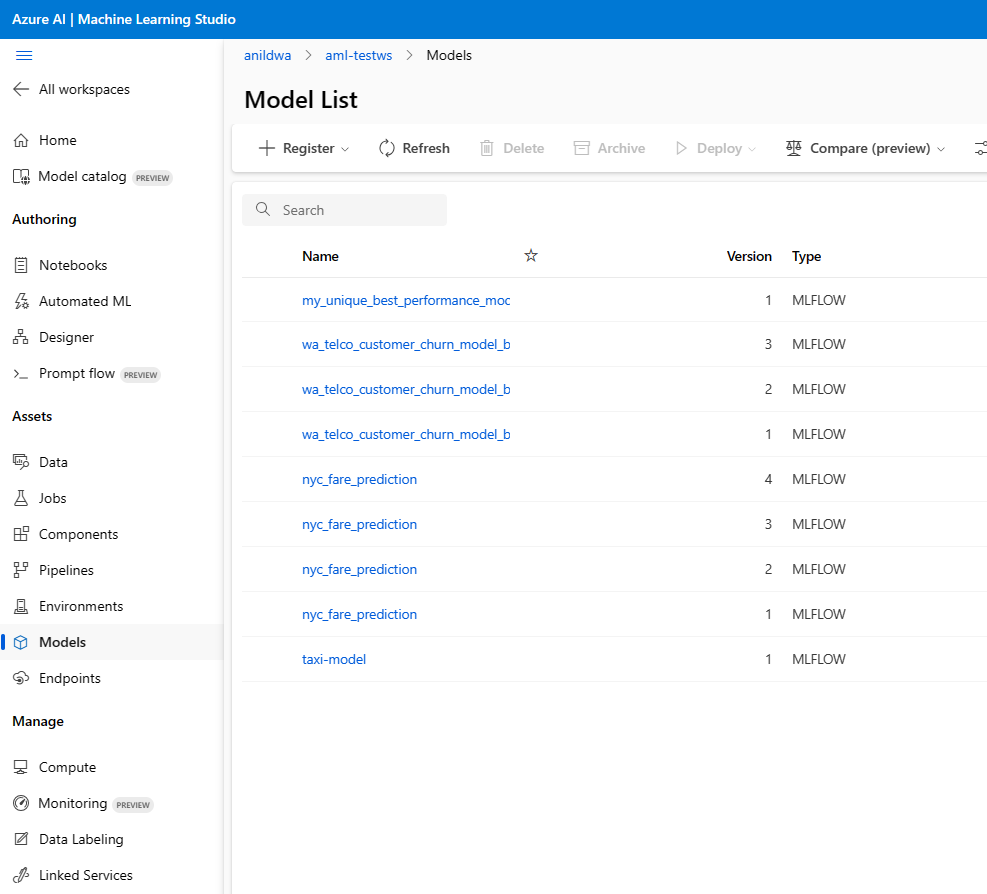 Azure AI | Machine Learning Studio
All workspaces
Home
Model catalog PREVIEW
Authoring
Notebooks
Automated ML
Designer
Prompt flow PREVIEW
Assets
Data
Jobs
Components
Pipelines
Environments
Models
Endpoints
Manage
Compute
Monitoring PREVIEW
Data Labeling
Linked Services
anildwa > aml-testws > Models
Model List
Register Refresh Delete Archive Deploy Compare (preview)
Search
Name Version Type
my_unique_best_performance_moc 1 MLFLOW
wa_telco_customer_churn_model_b 3 MLFLOW
wa_telco_customer_churn_model_b 2 MLFLOW
wa_telco_customer_churn_model_b 1 MLFLOW
nyc_fare_prediction 4 MLFLOW
nyc_fare_prediction 3 MLFLOW
nyc_fare_prediction 2 MLFLOW
nyc_fare_prediction 1 MLFLOW
taxi-model 1 MLFLOW